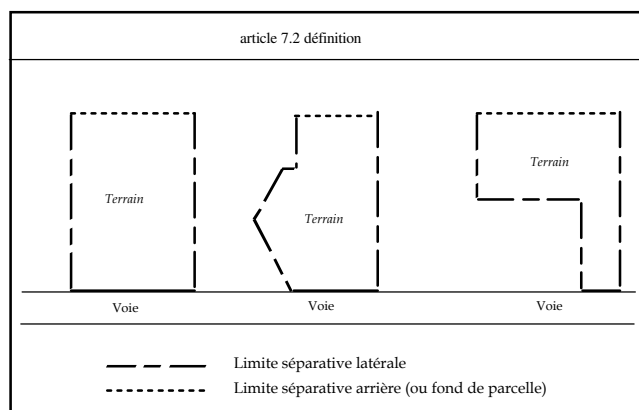 article 7.2 définition
Terrain
Terrain
Terrain
Voie
Voie
Voie
Limite séparative latérale
Limite séparative arrière (ou fond de parcelle)